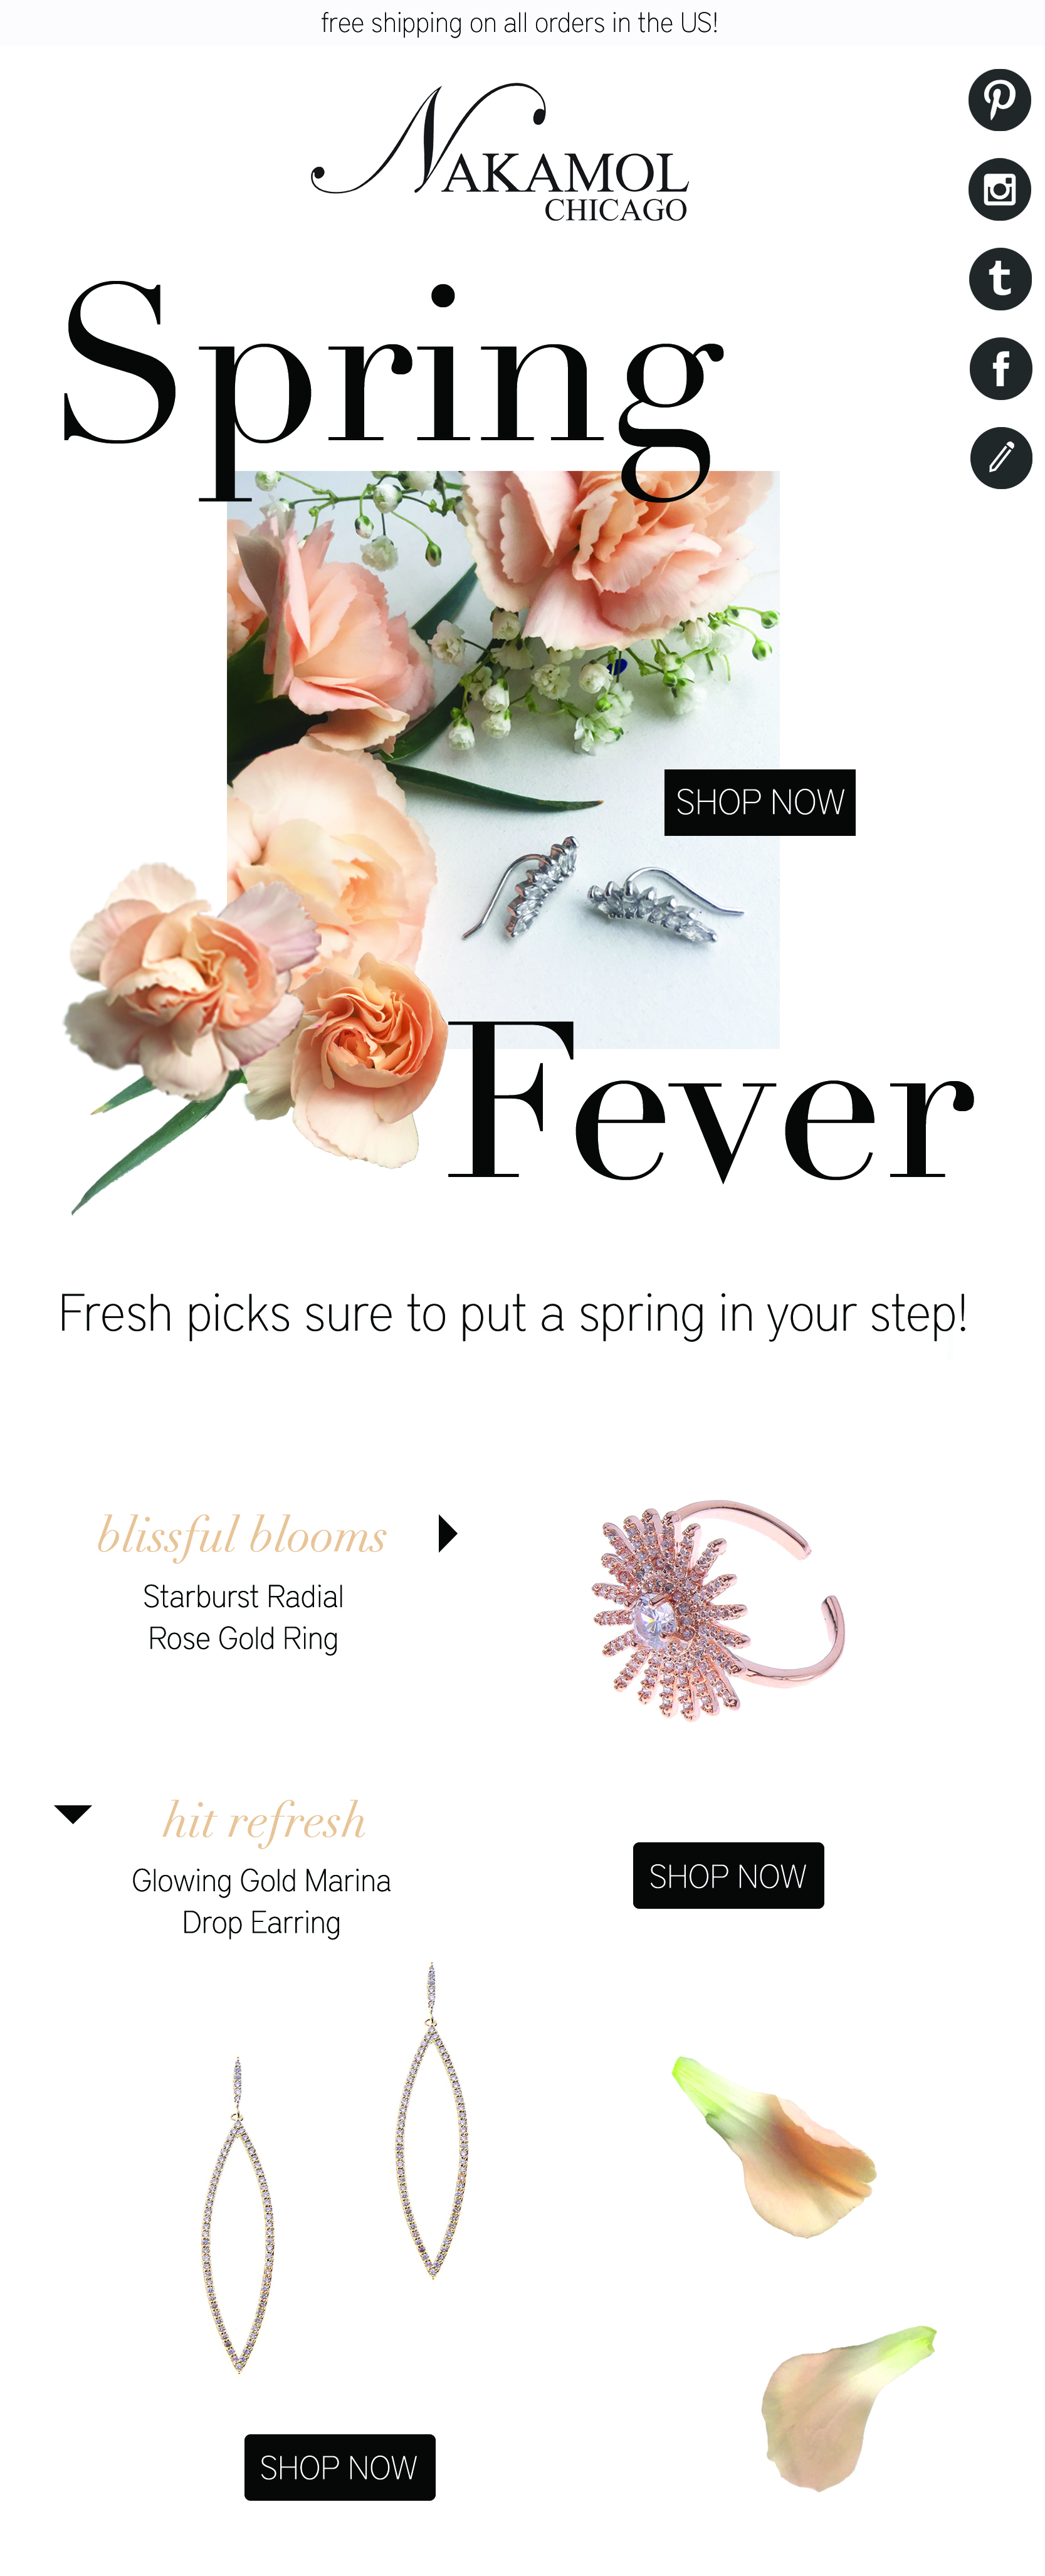 free shipping on all orders in the US!
NAKAMOL
CHICAGO
Spring
SHOP NOW
Fever
Fresh picks sure to put a spring in your step!
blissful blooms
Starburst Radial
Rose Gold Ring
hit refresh
Glowing Gold Marina
Drop Earring
SHOP NOW
SHOP NOW